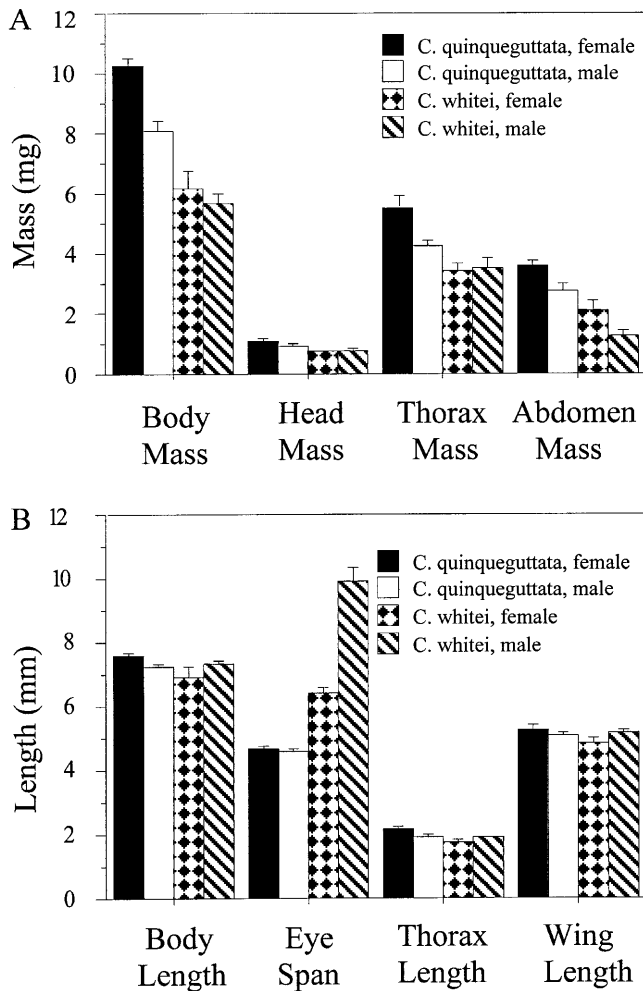 A
12
10
8
6
4
2
0
Mass (mg)
C. quinqueguttata, female
C. quinqueguttata, male
C. whitei, female
C. whitei, male
Body Head Thorax Abdomen
Mass Mass Mass Mass
B
12
10
8
6
4
2
0
Length (mm)
C. quinqueguttata, female
C. quinqueguttata, male
C. whitei, female
C. whitei, male
Body Eye Thorax Wing
Length Span Length Length